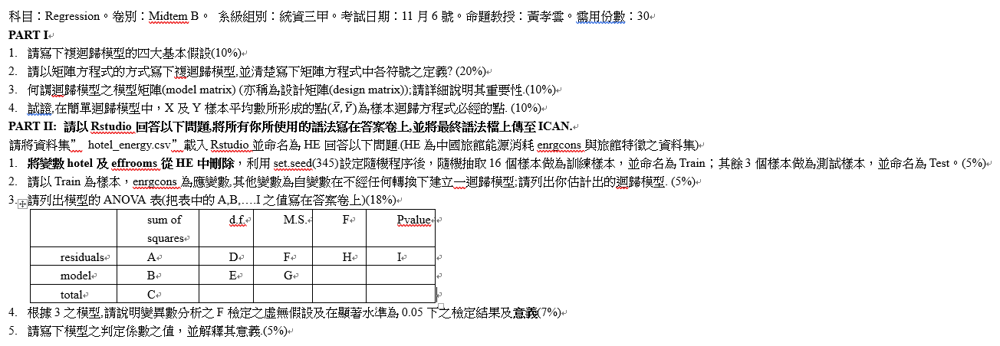 科目：Regression。卷別：Midtem B。 系級組別：統資三甲。考試日期：11 月 6 號。命題教授：黃孝雲。需用份數：30
PART I
1. 請寫下複迴歸模型的四大基本假設(10%)
2. 請以矩陣方程式的方式寫下複迴歸模型,並清楚寫下矩陣方程式中各符號之定義? (20%)
3. 何謂迴歸模型之模型矩陣(model matrix) (亦稱為設計矩陣(design matrix));請詳細說明其重要性.(10%)
4. 試證,在簡單迴歸模型中，X 及 Y 樣本平均數所形成的點(X̄,Ȳ)為樣本迴歸方程式必經的點. (10%)
PART II: 請以 Rstudio 回答以下問題,將所有你所使用的語法寫在答案卷上,並將最終語法檔上傳至 ICAN.
請將資料集” hotel_energy.csv”載入 Rstudio 並命名為 HE 回答以下問題.(HE 為中國旅館能源消耗 enrgcons 與旅館特徵之資料集)
1. 將變數 hotel 及 effrooms 從 HE 中刪除，利用 set.seed(345)設定隨機程序後，隨機抽取 16 個樣本做為訓練樣本，並命名為 Train；其餘 3 個樣本做為測試樣本，並命名為 Test。(5%)
2. 請以 Train 為樣本，enrgcons 為應變數,其他變數為自變數在不經任何轉換下建立一迴歸模型;請列出你估計出的迴歸模型. (5%)
3. 請列出模型的 ANOVA 表(把表中的 A,B,….I 之值寫在答案卷上)(18%)
sum of squares d.f. M.S. F Pvalue
residuals A D F H I
model B E G
total C
4. 根據 3 之模型,請說明變異數分析之 F 檢定之虛無假設及在顯著水準為 0.05 下之檢定結果及意義(7%)
5. 請寫下模型之判定係數之值，並解釋其意義.(5%)